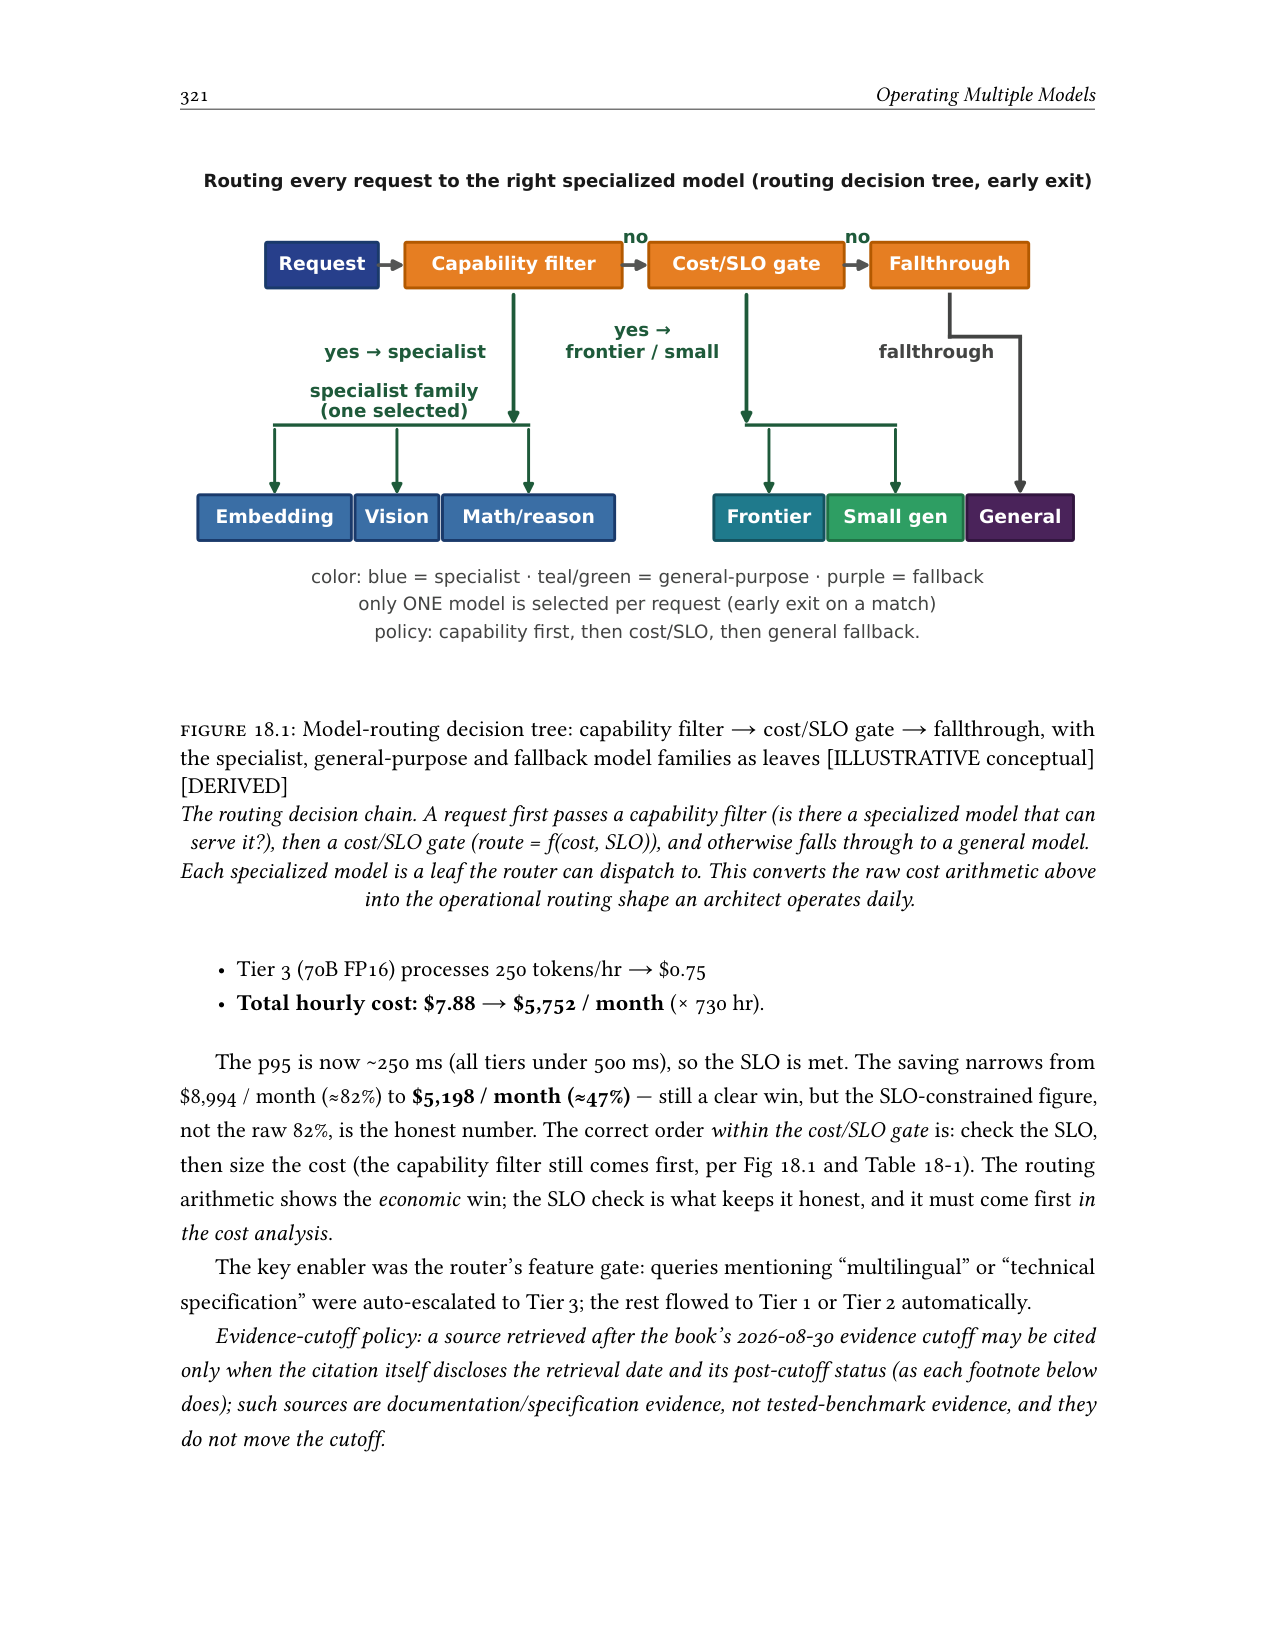 321 Operating Multiple Models
Routing every request to the right specialized model (routing decision tree, early exit)
no no
Request Capability filter Cost/SLO gate Fallthrough
yes →
yes → specialist frontier / small fallthrough
specialist family
(one selected)
Embedding Vision Math/reason Frontier Small gen General
color: blue = specialist · teal/green = general-purpose · purple = fallback
only ONE model is selected per request (early exit on a match)
policy: capability first, then cost/SLO, then general fallback.
FIGURE 18.1: Model-routing decision tree: capability filter → cost/SLO gate → fallthrough, with
the specialist, general-purpose and fallback model families as leaves [ILLUSTRATIVE conceptual]
[DERIVED]
The routing decision chain. A request first passes a capability filter (is there a specialized model that can
serve it?), then a cost/SLO gate (route = f(cost, SLO)), and otherwise falls through to a general model.
Each specialized model is a leaf the router can dispatch to. This converts the raw cost arithmetic above
into the operational routing shape an architect operates daily.
• Tier 3 (70B FP16) processes 250 tokens/hr → $0.75
• Total hourly cost: $7.88 → $5,752 / month (× 730 hr).
The p95 is now ~250 ms (all tiers under 500 ms), so the SLO is met. The saving narrows from
$8,994 / month (≈82%) to $5,198 / month (≈47%) — still a clear win, but the SLO-constrained figure,
not the raw 82%, is the honest number. The correct order within the cost/SLO gate is: check the SLO,
then size the cost (the capability filter still comes first, per Fig 18.1 and Table 18-1). The routing
arithmetic shows the economic win; the SLO check is what keeps it honest, and it must come first in
the cost analysis.
The key enabler was the router’s feature gate: queries mentioning “multilingual” or “technical
specification” were auto-escalated to Tier 3; the rest flowed to Tier 1 or Tier 2 automatically.
Evidence-cutoff policy: a source retrieved after the book’s 2026-08-30 evidence cutoff may be cited
only when the citation itself discloses the retrieval date and its post-cutoff status (as each footnote below
does); such sources are documentation/specification evidence, not tested-benchmark evidence, and they
do not move the cutoff.